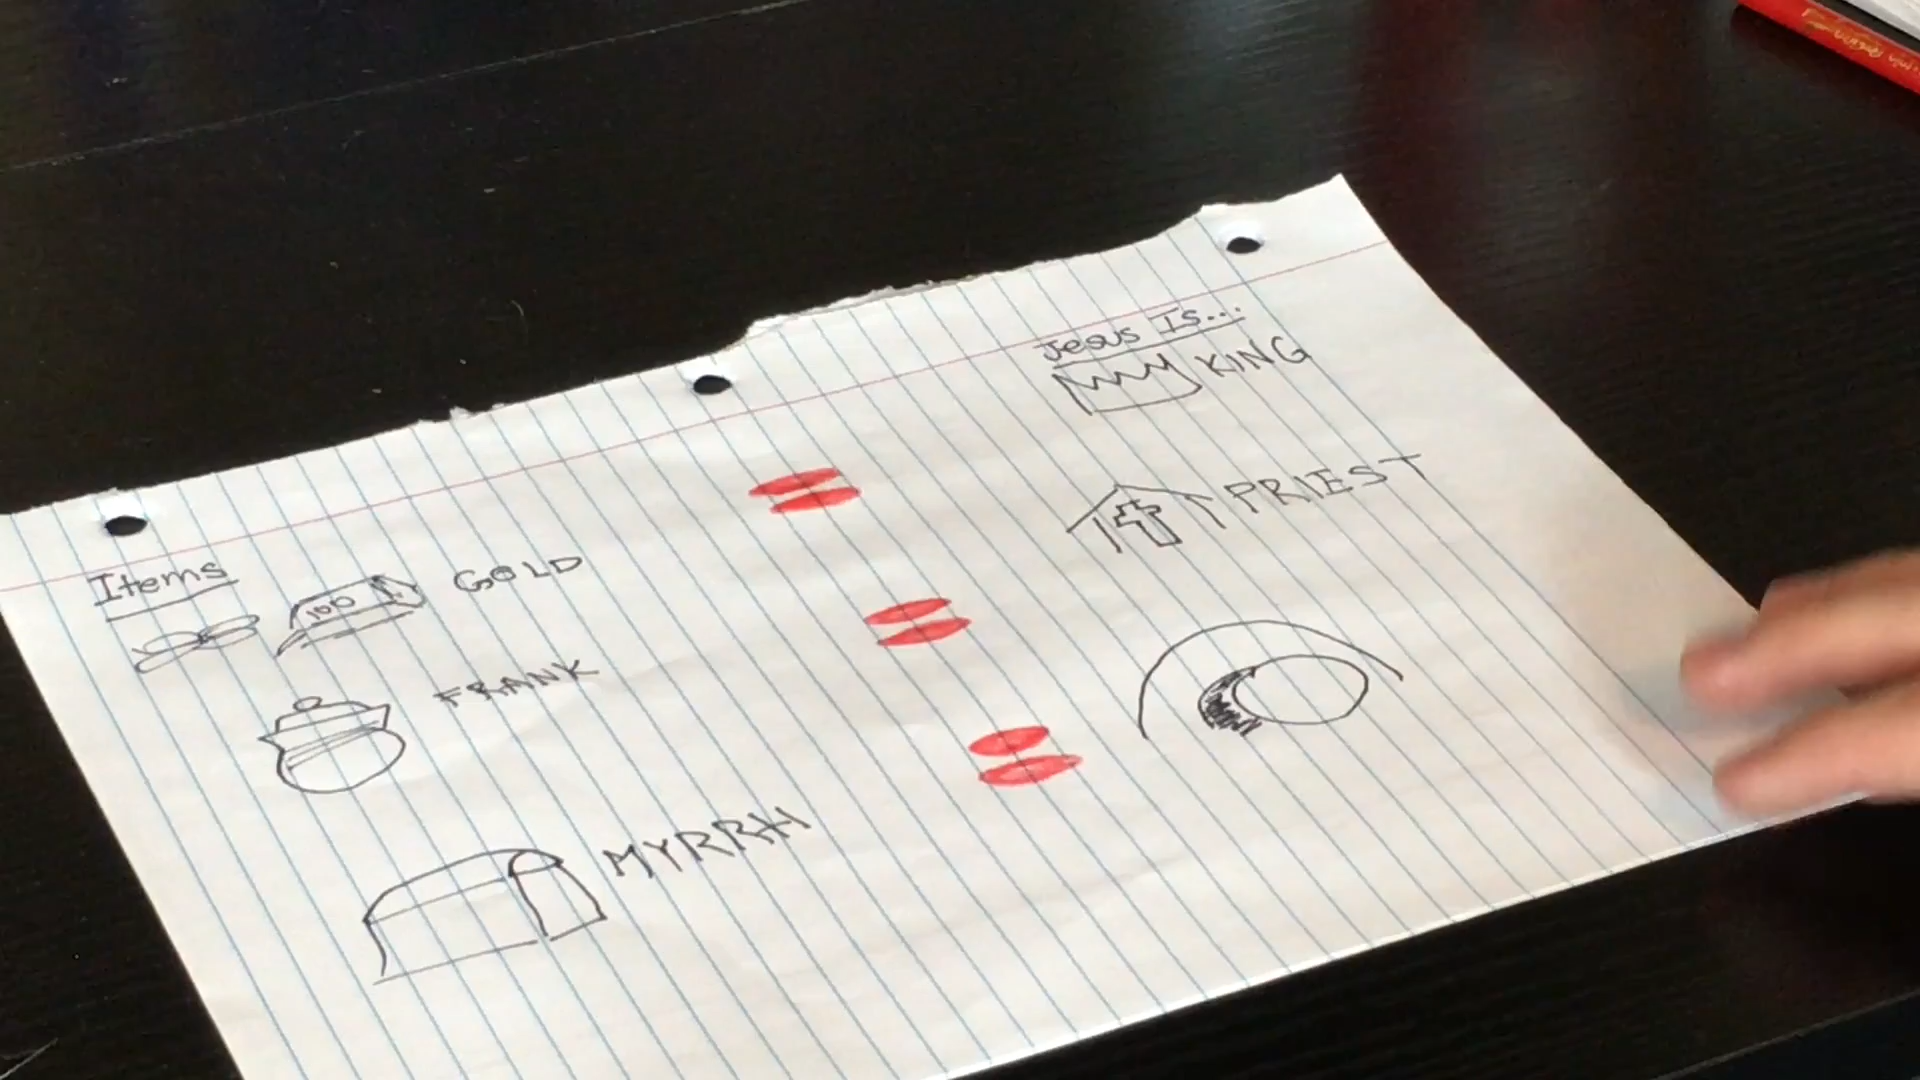 Jesus Is...
KING
PRIEST
Items
100 GOLD
FRANK
MYRRH